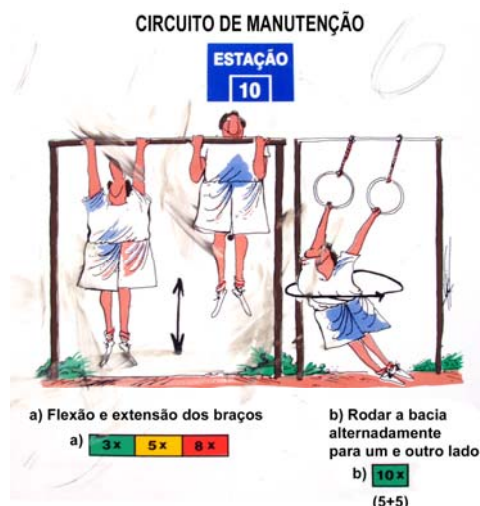 CIRCUITO DE MANUTENÇÃO
ESTAÇÃO
10
a) Flexão e extensão dos braços
a) 3x 5x 8x
b) Rodar a bacia
alternadamente
para um e outro lado
b) 10x
(5+5)